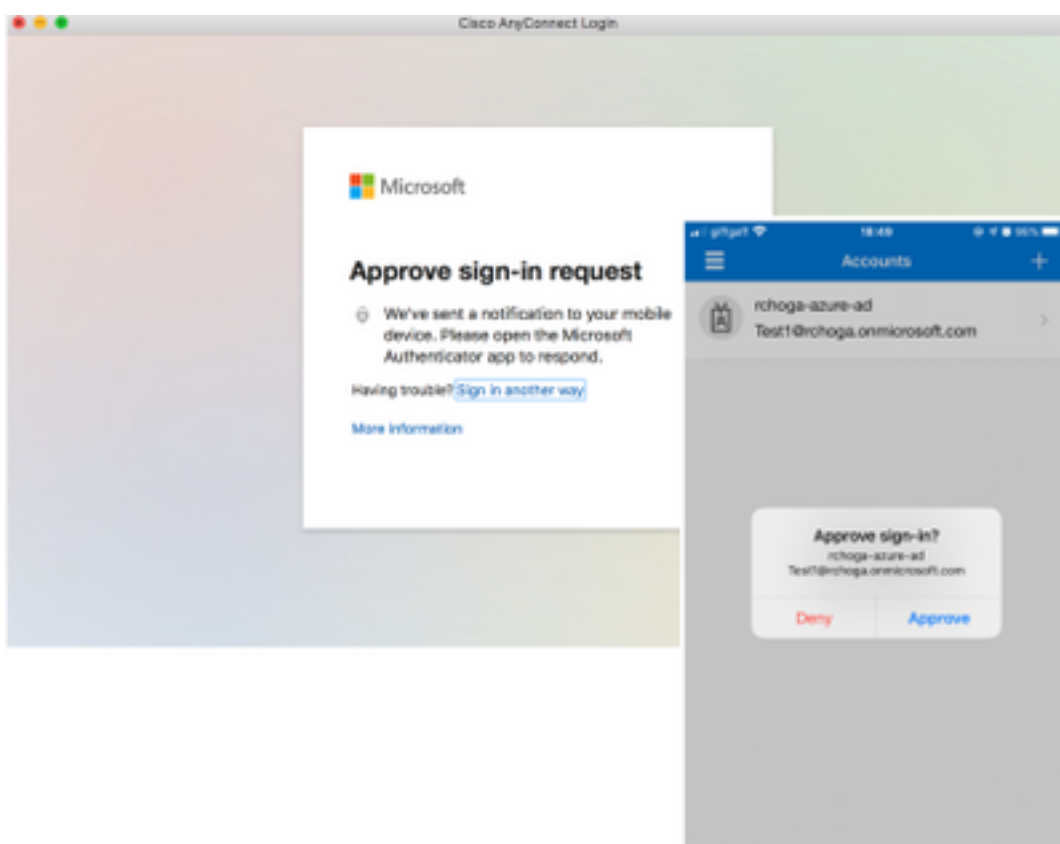 Cisco AnyConnect Login
Microsoft
Approve sign-in request
We've sent a notification to your mobile
device. Please open the Microsoft
Authenticator app to respond.
Having trouble? Sign in another way
More information
giffgaff 18:49 95%
Accounts
rchoga-azure-ad
Test1@rchoga.onmicrosoft.com
Approve sign-in?
rchoga-azure-ad
Test1@rchoga.onmicrosoft.com
Deny Approve